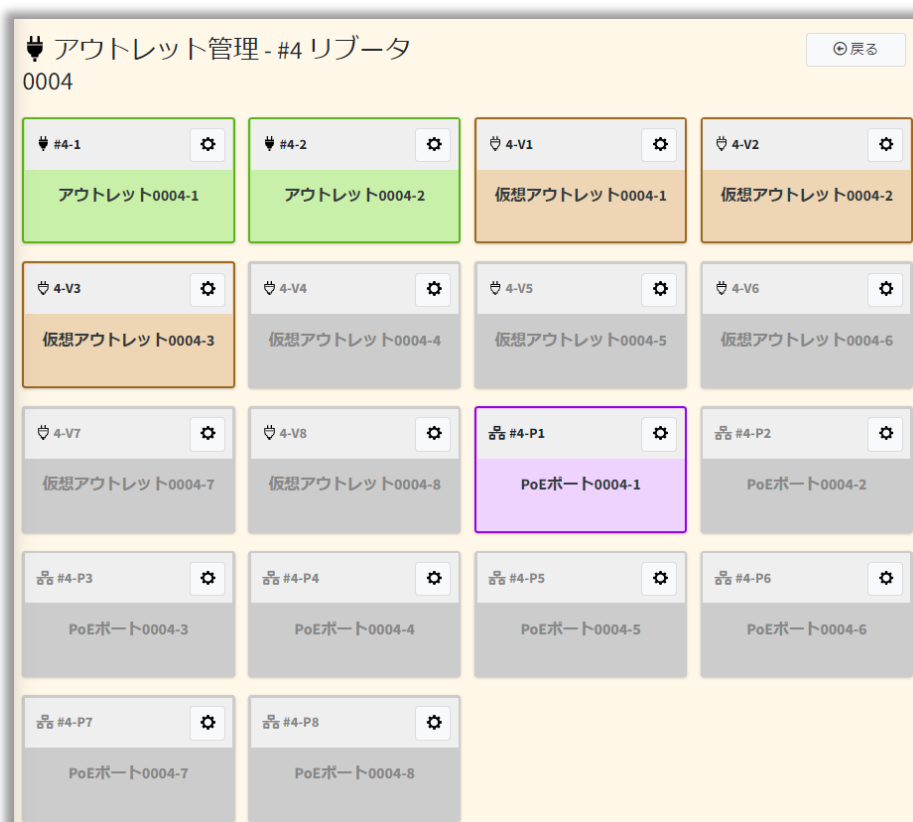 アウトレット管理 - #4 リブータ
0004
戻る
#4-1
アウトレット0004-1
#4-2
アウトレット0004-2
4-V1
仮想アウトレット0004-1
4-V2
仮想アウトレット0004-2
4-V3
仮想アウトレット0004-3
4-V4
仮想アウトレット0004-4
4-V5
仮想アウトレット0004-5
4-V6
仮想アウトレット0004-6
4-V7
仮想アウトレット0004-7
4-V8
仮想アウトレット0004-8
#4-P1
PoEポート0004-1
#4-P2
PoEポート0004-2
#4-P3
PoEポート0004-3
#4-P4
PoEポート0004-4
#4-P5
PoEポート0004-5
#4-P6
PoEポート0004-6
#4-P7
PoEポート0004-7
#4-P8
PoEポート0004-8